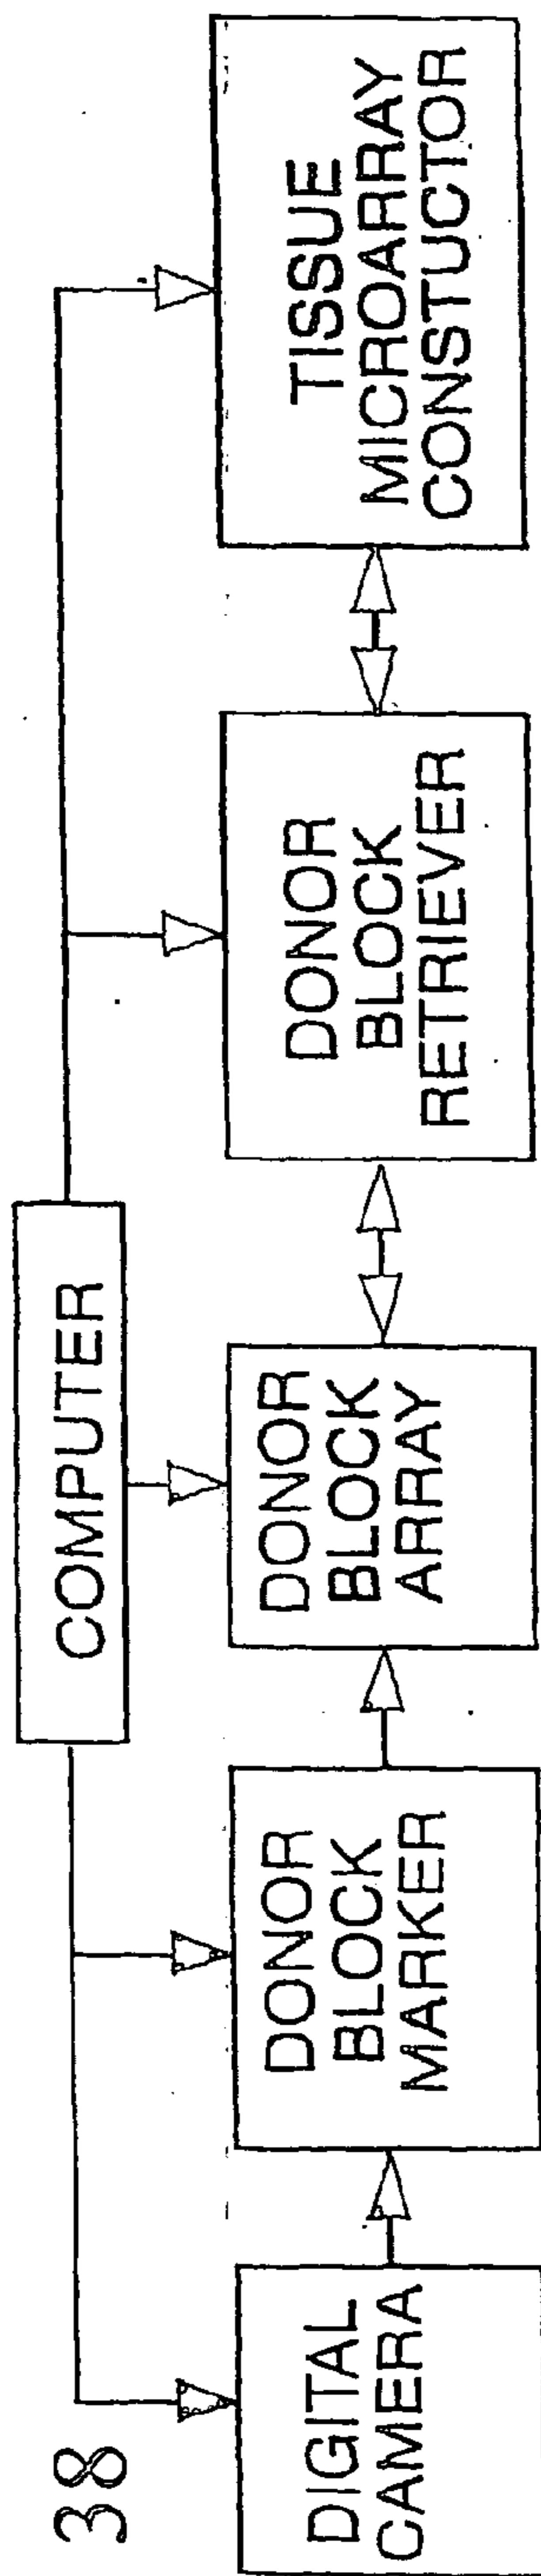 38
COMPUTER
DIGITAL
CAMERA
DONOR
BLOCK
MARKER
DONOR
BLOCK
ARRAY
DONOR
BLOCK
RETRIEVER
TISSUE
MICROARRAY
CONSTUCTOR